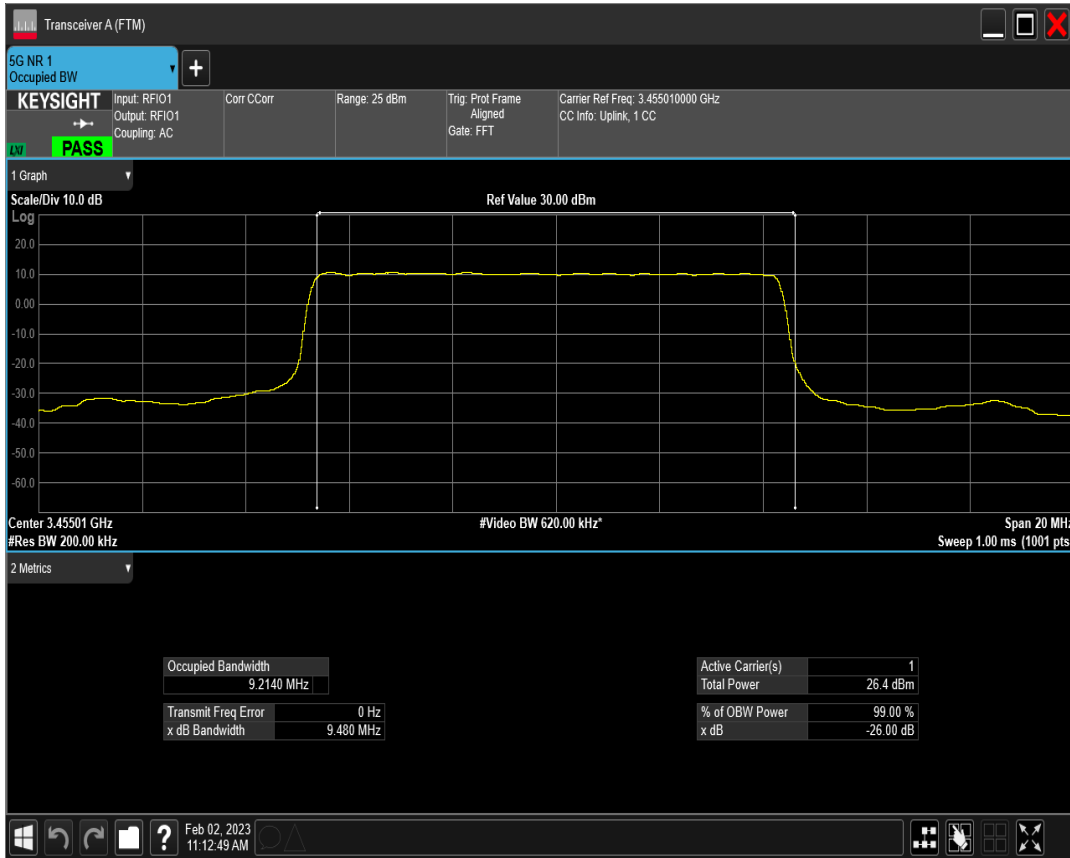 Transceiver A (FTM)
5G NR 1
Occupied BW
+
KEYSIGHT
LXI
PASS
Input: RFIO1
Output: RFIO1
Coupling: AC
Corr CCorr
Range: 25 dBm
Trig: Prot Frame
Aligned
Gate: FFT
Carrier Ref Freq: 3.455010000 GHz
CC Info: Uplink, 1 CC
1 Graph
Scale/Div 10.0 dB
Ref Value 30.00 dBm
Log
20.0
10.0
0.00
-10.0
-20.0
-30.0
-40.0
-50.0
-60.0
Center 3.45501 GHz
#Video BW 620.00 kHz*
Span 20 MHz
#Res BW 200.00 kHz
Sweep 1.00 ms (1001 pts
2 Metrics
Occupied Bandwidth
9.2140 MHz
Transmit Freq Error 0 Hz
x dB Bandwidth 9.480 MHz
Active Carrier(s) 1
Total Power 26.4 dBm
% of OBW Power 99.00 %
x dB -26.00 dB
?
Feb 02, 2023
11:12:49 AM